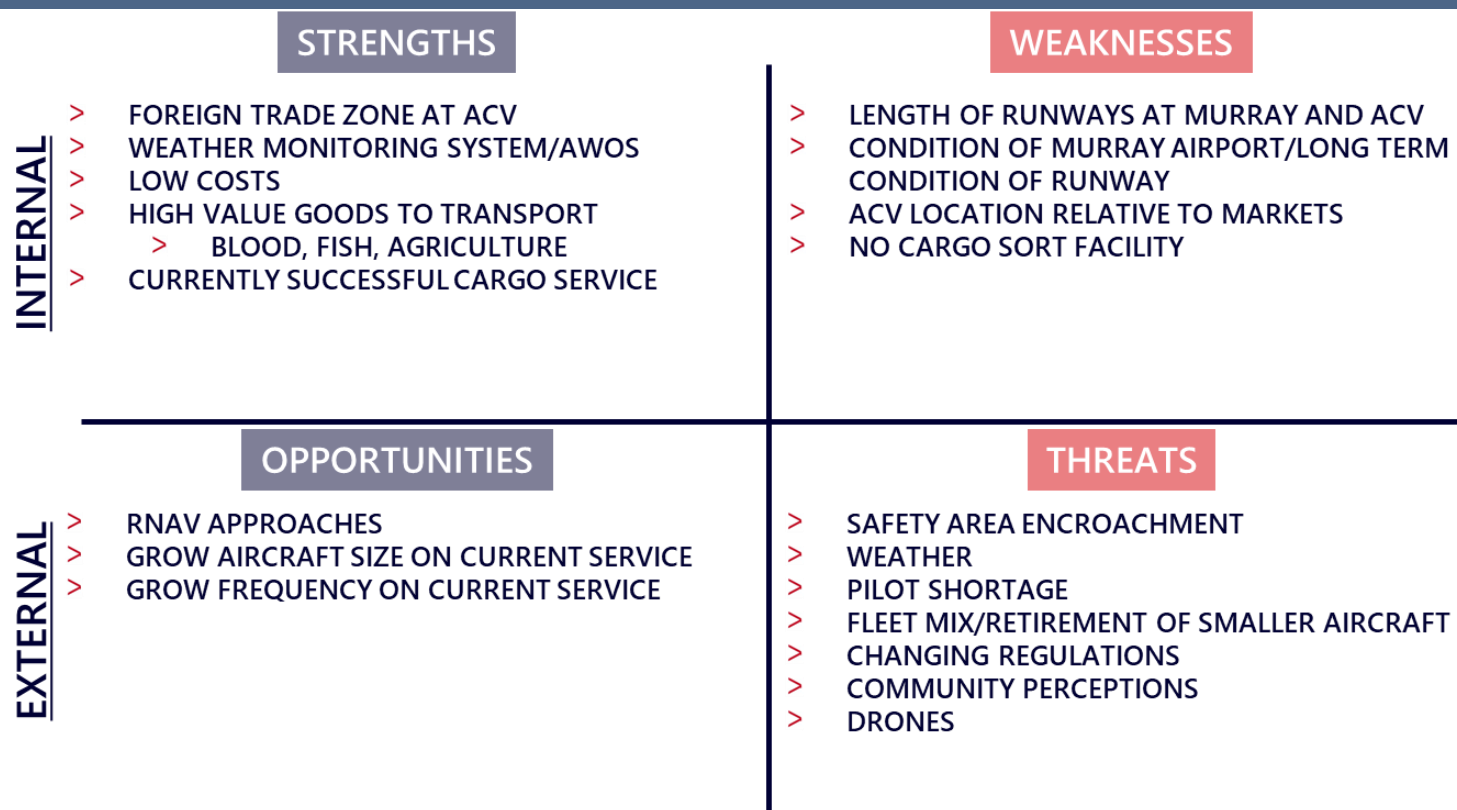 STRENGTHS
INTERNAL
> FOREIGN TRADE ZONE AT ACV
> WEATHER MONITORING SYSTEM/AWOS
> LOW COSTS
> HIGH VALUE GOODS TO TRANSPORT
> BLOOD, FISH, AGRICULTURE
> CURRENTLY SUCCESSFUL CARGO SERVICE
WEAKNESSES
> LENGTH OF RUNWAYS AT MURRAY AND ACV
> CONDITION OF MURRAY AIRPORT/LONG TERM
CONDITION OF RUNWAY
> ACV LOCATION RELATIVE TO MARKETS
> NO CARGO SORT FACILITY
OPPORTUNITIES
EXTERNAL
> RNAV APPROACHES
> GROW AIRCRAFT SIZE ON CURRENT SERVICE
> GROW FREQUENCY ON CURRENT SERVICE
THREATS
> SAFETY AREA ENCROACHMENT
> WEATHER
> PILOT SHORTAGE
> FLEET MIX/RETIREMENT OF SMALLER AIRCRAFT
> CHANGING REGULATIONS
> COMMUNITY PERCEPTIONS
> DRONES